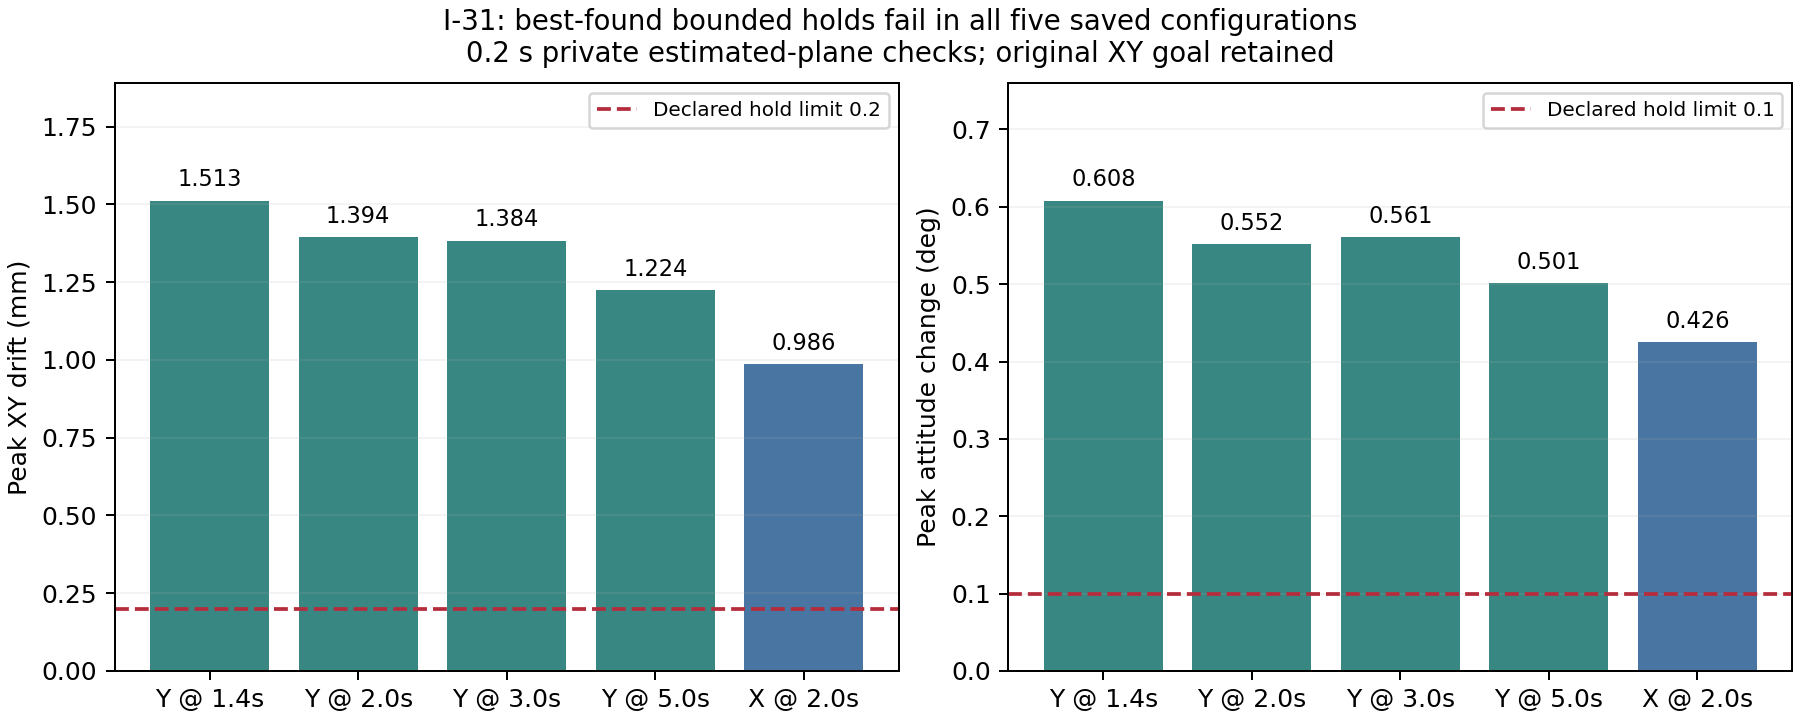 I-31: best-found bounded holds fail in all five saved configurations
0.2 s private estimated-plane checks; original XY goal retained
Peak XY drift (mm)
1.75
1.50
1.25
1.00
0.75
0.50
0.25
0.00
Declared hold limit 0.2
1.513
1.394
1.384
1.224
0.986
Y @ 1.4s
Y @ 2.0s
Y @ 3.0s
Y @ 5.0s
X @ 2.0s
Peak attitude change (deg)
0.7
0.6
0.5
0.4
0.3
0.2
0.1
0.0
Declared hold limit 0.1
0.608
0.552
0.561
0.501
0.426
Y @ 1.4s
Y @ 2.0s
Y @ 3.0s
Y @ 5.0s
X @ 2.0s